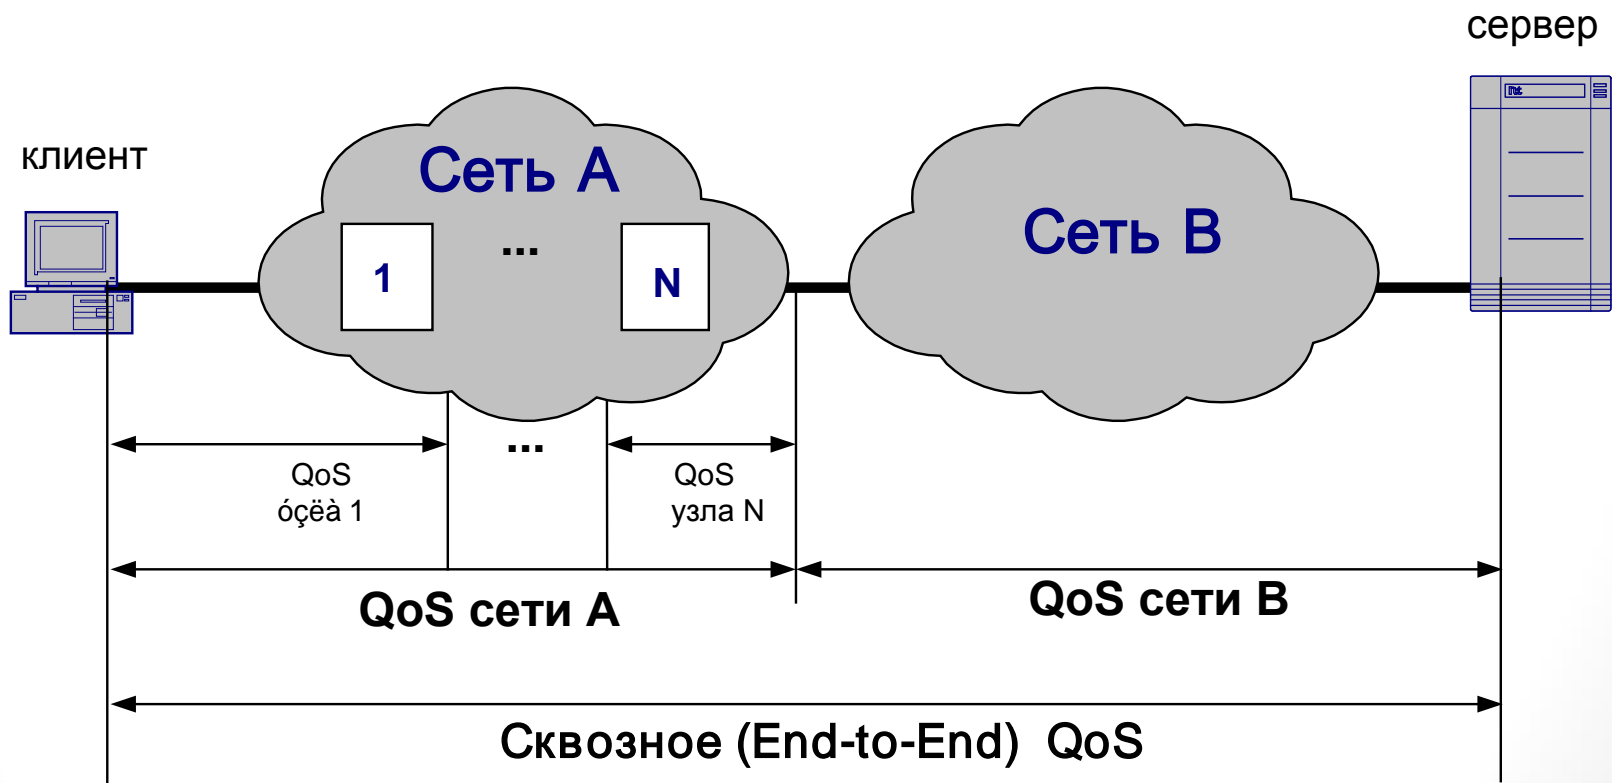 сервер
клиент
Сеть А
Сеть В
...
1
N
...
QoS
óçëà 1
QoS
узла N
QoS сети А
QoS сети В
Сквозное (End-to-End) QoS